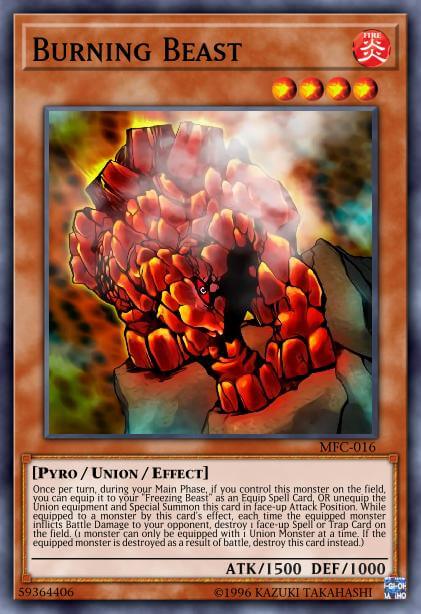 Burning Beast
FIRE
炎
MFC-016
[Pyro / Union / Effect]
Once per turn, during your Main Phase, if you control this monster on the field,
you can equip it to your "Freezing Beast" as an Equip Spell Card, OR unequip the
Union equipment and Special Summon this card in face-up Attack Position. While
equipped to a monster by this card's effect, each time the equipped monster
inflicts Battle Damage to your opponent, destroy 1 face-up Spell or Trap Card on
the field. (1 monster can only be equipped with 1 Union Monster at a time. If the
equipped monster is destroyed as a result of battle, destroy this card instead.)
ATK/1500 DEF/1000
59364406
©1996 KAZUKI TAKAHASHI